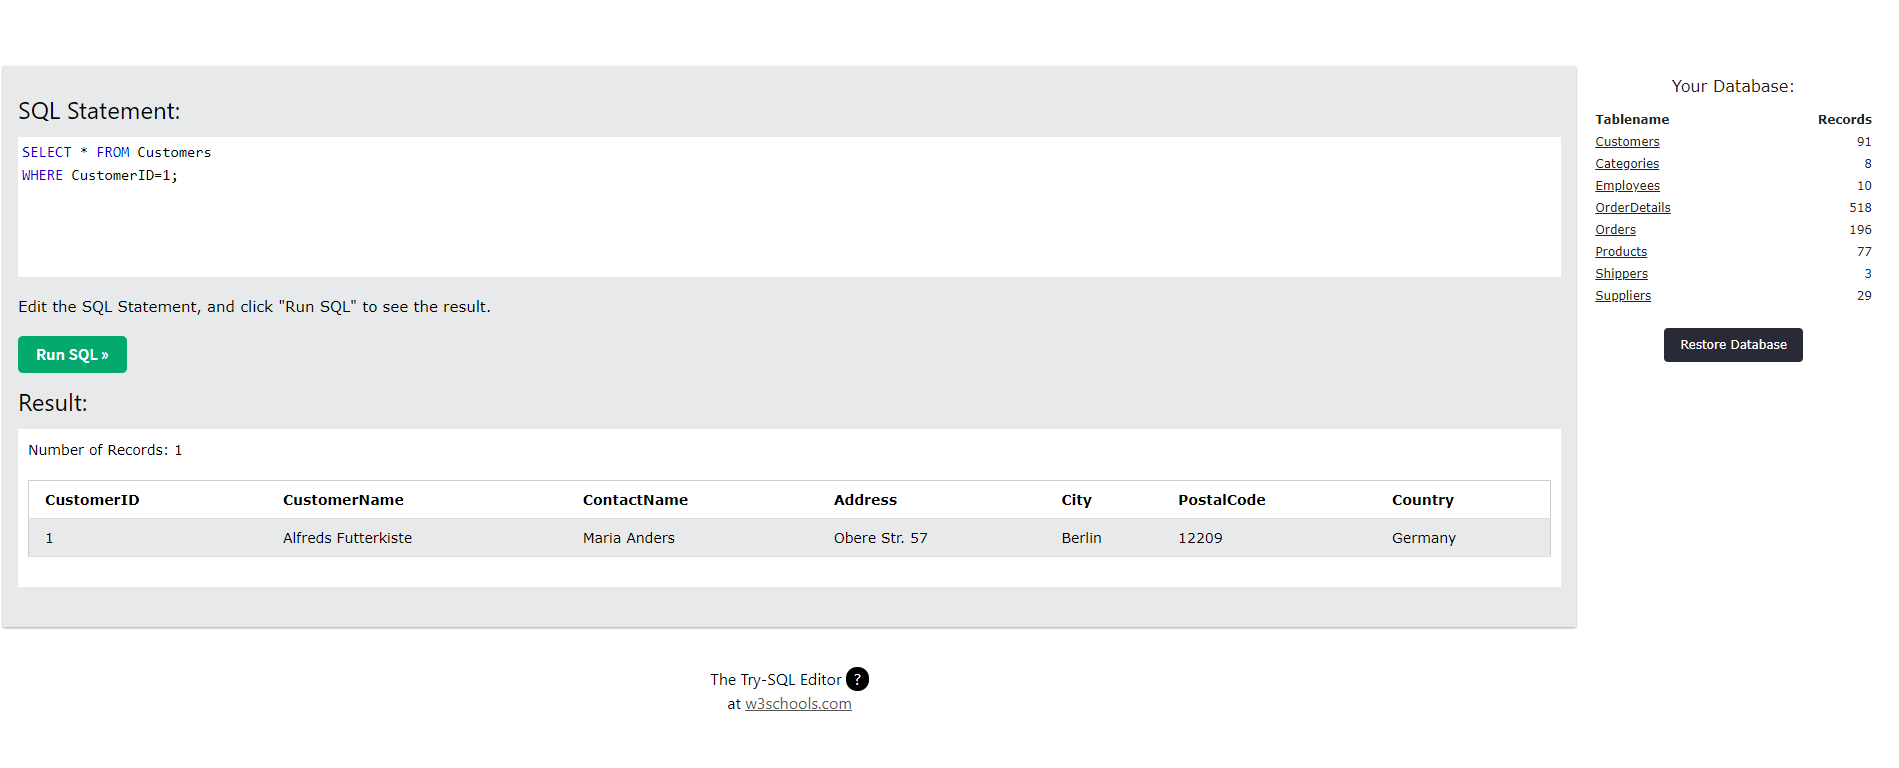 SQL Statement:
SELECT * FROM Customers
WHERE CustomerID=1;
Edit the SQL Statement, and click "Run SQL" to see the result.
Run SQL »
Result:
Number of Records: 1
CustomerID CustomerName ContactName Address City PostalCode Country
1 Alfreds Futterkiste Maria Anders Obere Str. 57 Berlin 12209 Germany
The Try-SQL Editor ?
at w3schools.com
Your Database:
Tablename Records
Customers 91
Categories 8
Employees 10
OrderDetails 518
Orders 196
Products 77
Shippers 3
Suppliers 29
Restore Database